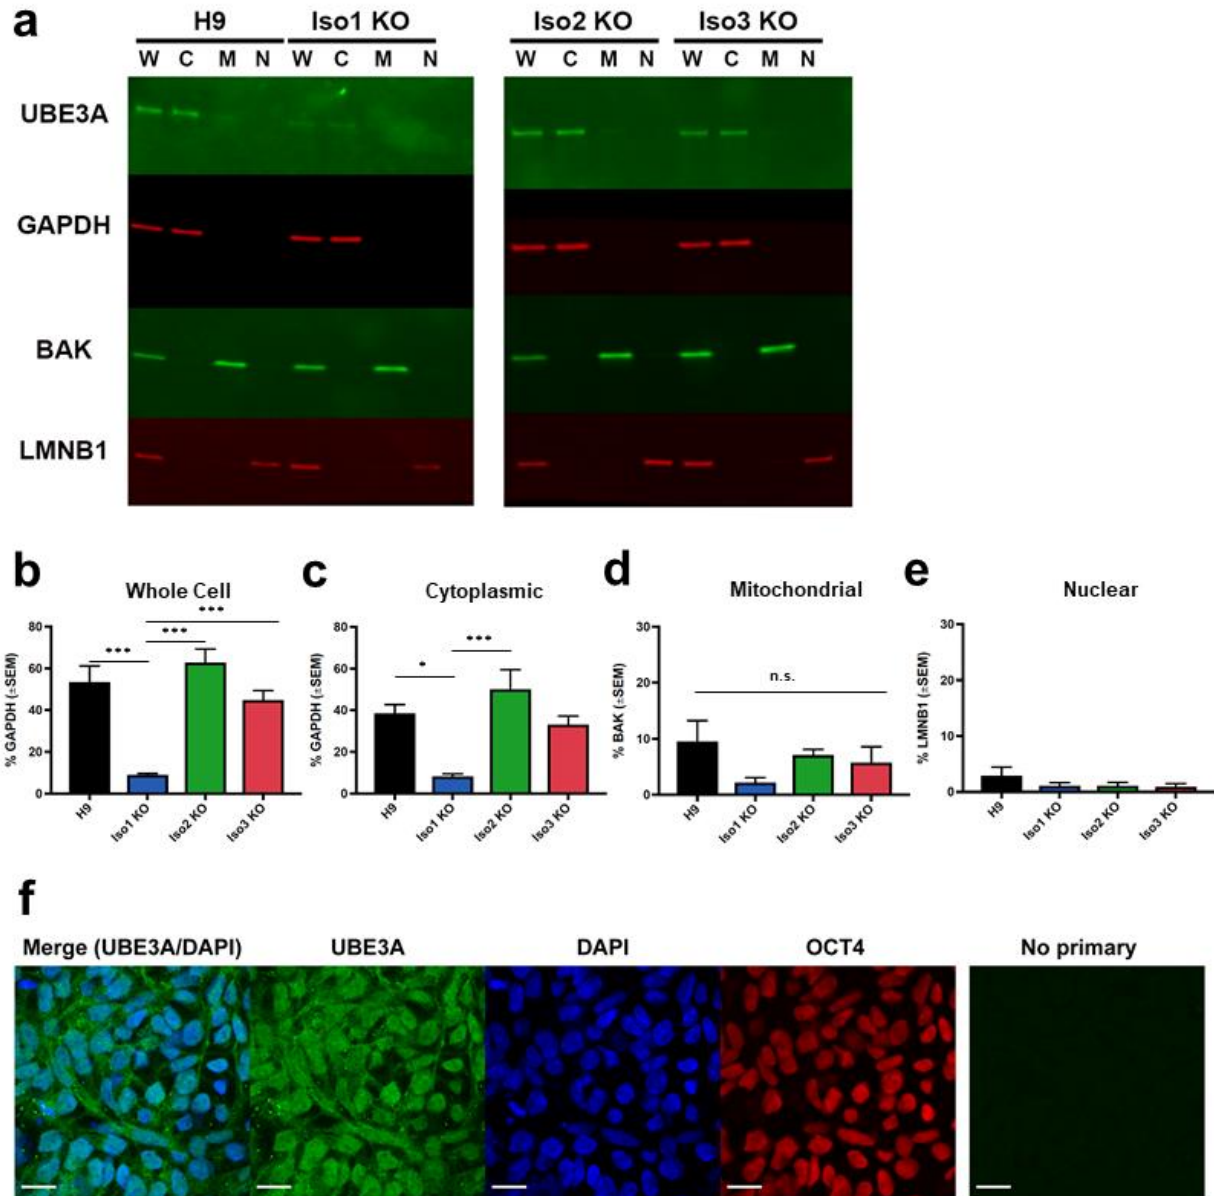 a
H9 Iso1 KO Iso2 KO Iso3 KO
W C M N W C M N W C M N W C M N
UBE3A
GAPDH
BAK
LMNB1
b
Whole Cell
% GAPDH (±SEM)
80
60
40
20
0
***
***
***
H9
Iso1 KO
Iso2 KO
Iso3 KO
c
Cytoplasmic
% GAPDH (±SEM)
80
60
40
20
0
*
***
H9
Iso1 KO
Iso2 KO
Iso3 KO
d
Mitochondrial
% BAK (±SEM)
30
20
10
0
n.s.
H9
Iso1 KO
Iso2 KO
Iso3 KO
e
Nuclear
% LMNB1 (±SEM)
30
20
10
0
H9
Iso1 KO
Iso2 KO
Iso3 KO
f
Merge (UBE3A/DAPI) UBE3A DAPI OCT4 No primary